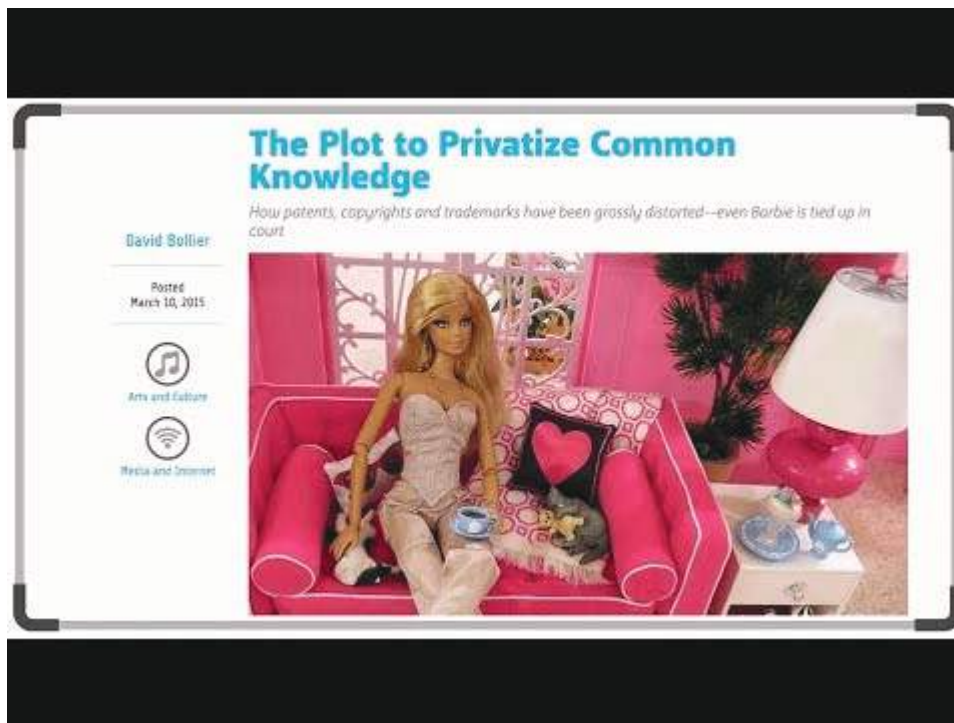 The Plot to Privatize Common
Knowledge
How patents, copyrights and trademarks have been grossly distorted--even Barbie is tied up in
court
David Bollier
Posted
March 10, 2015
Arts and Culture
Media and Internet